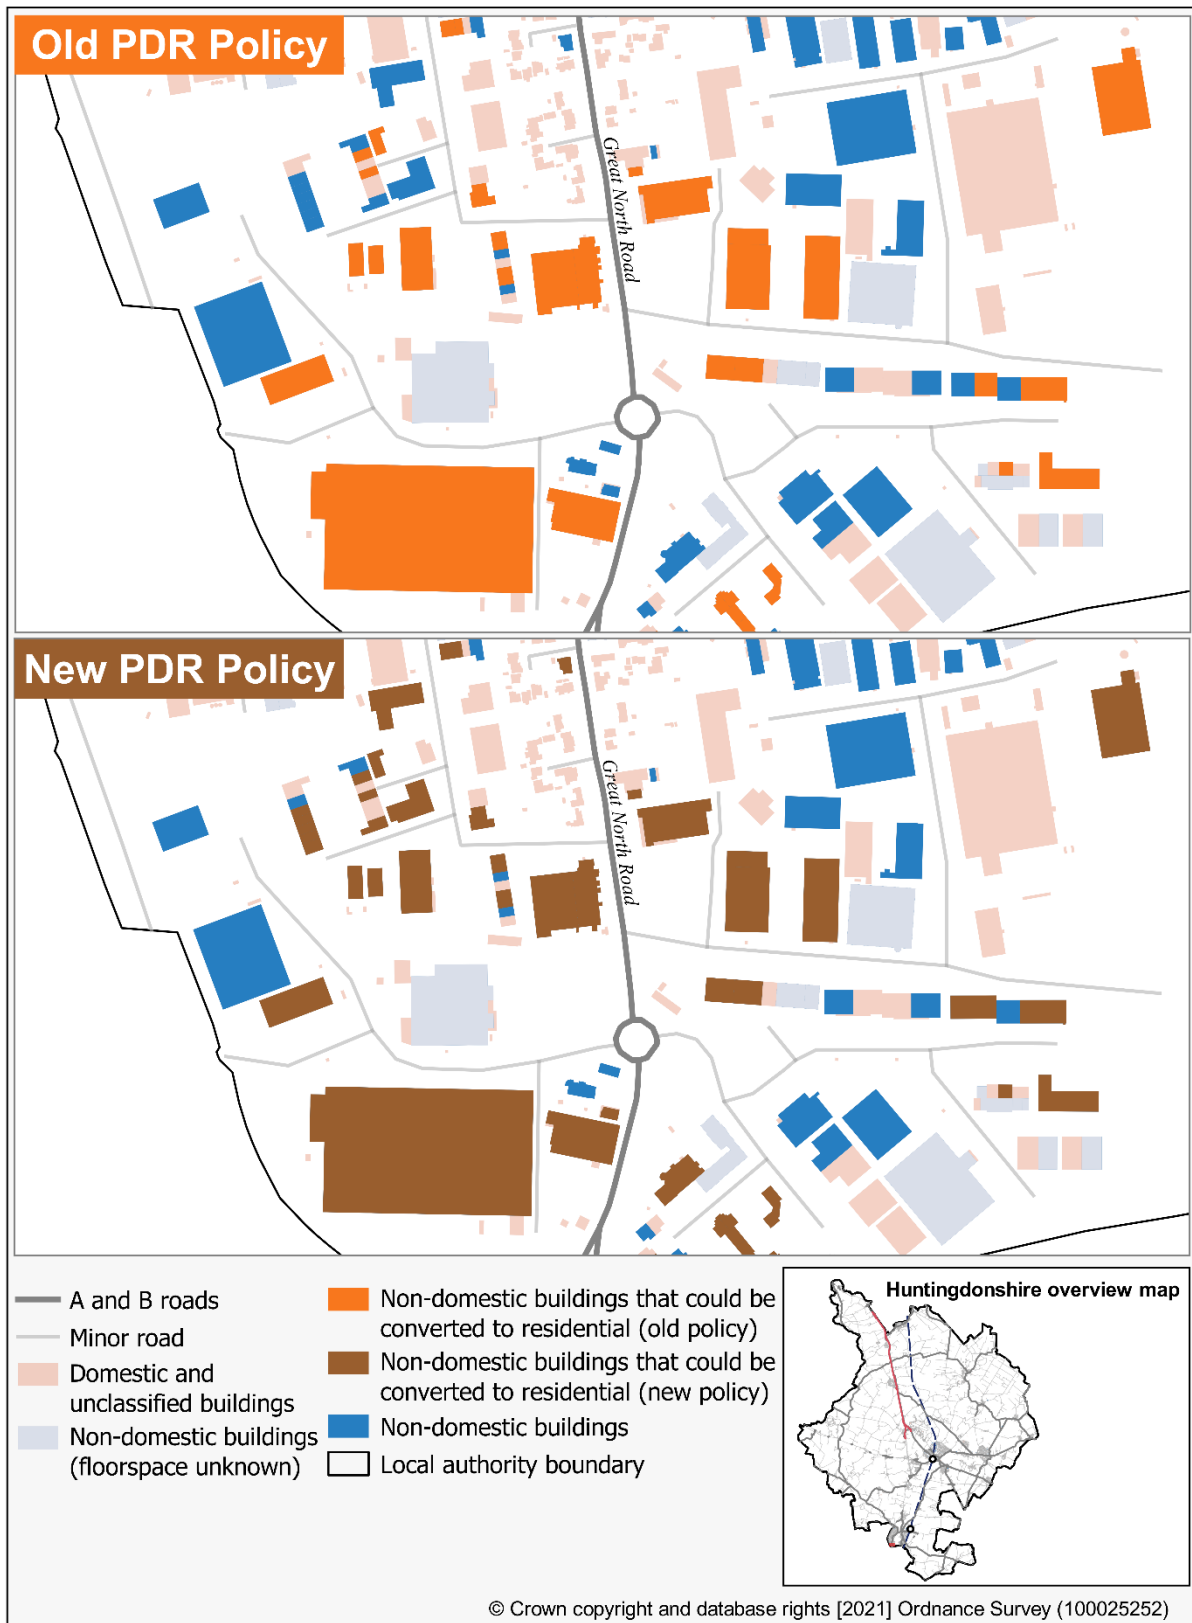 Old PDR Policy
Great North Road
New PDR Policy
Great North Road
A and B roads
Minor road
Domestic and
unclassified buildings
Non-domestic buildings
(floorspace unknown)
Non-domestic buildings that could be
converted to residential (old policy)
Non-domestic buildings that could be
converted to residential (new policy)
Non-domestic buildings
Local authority boundary
Huntingdonshire overview map
© Crown copyright and database rights [2021] Ordnance Survey (100025252)